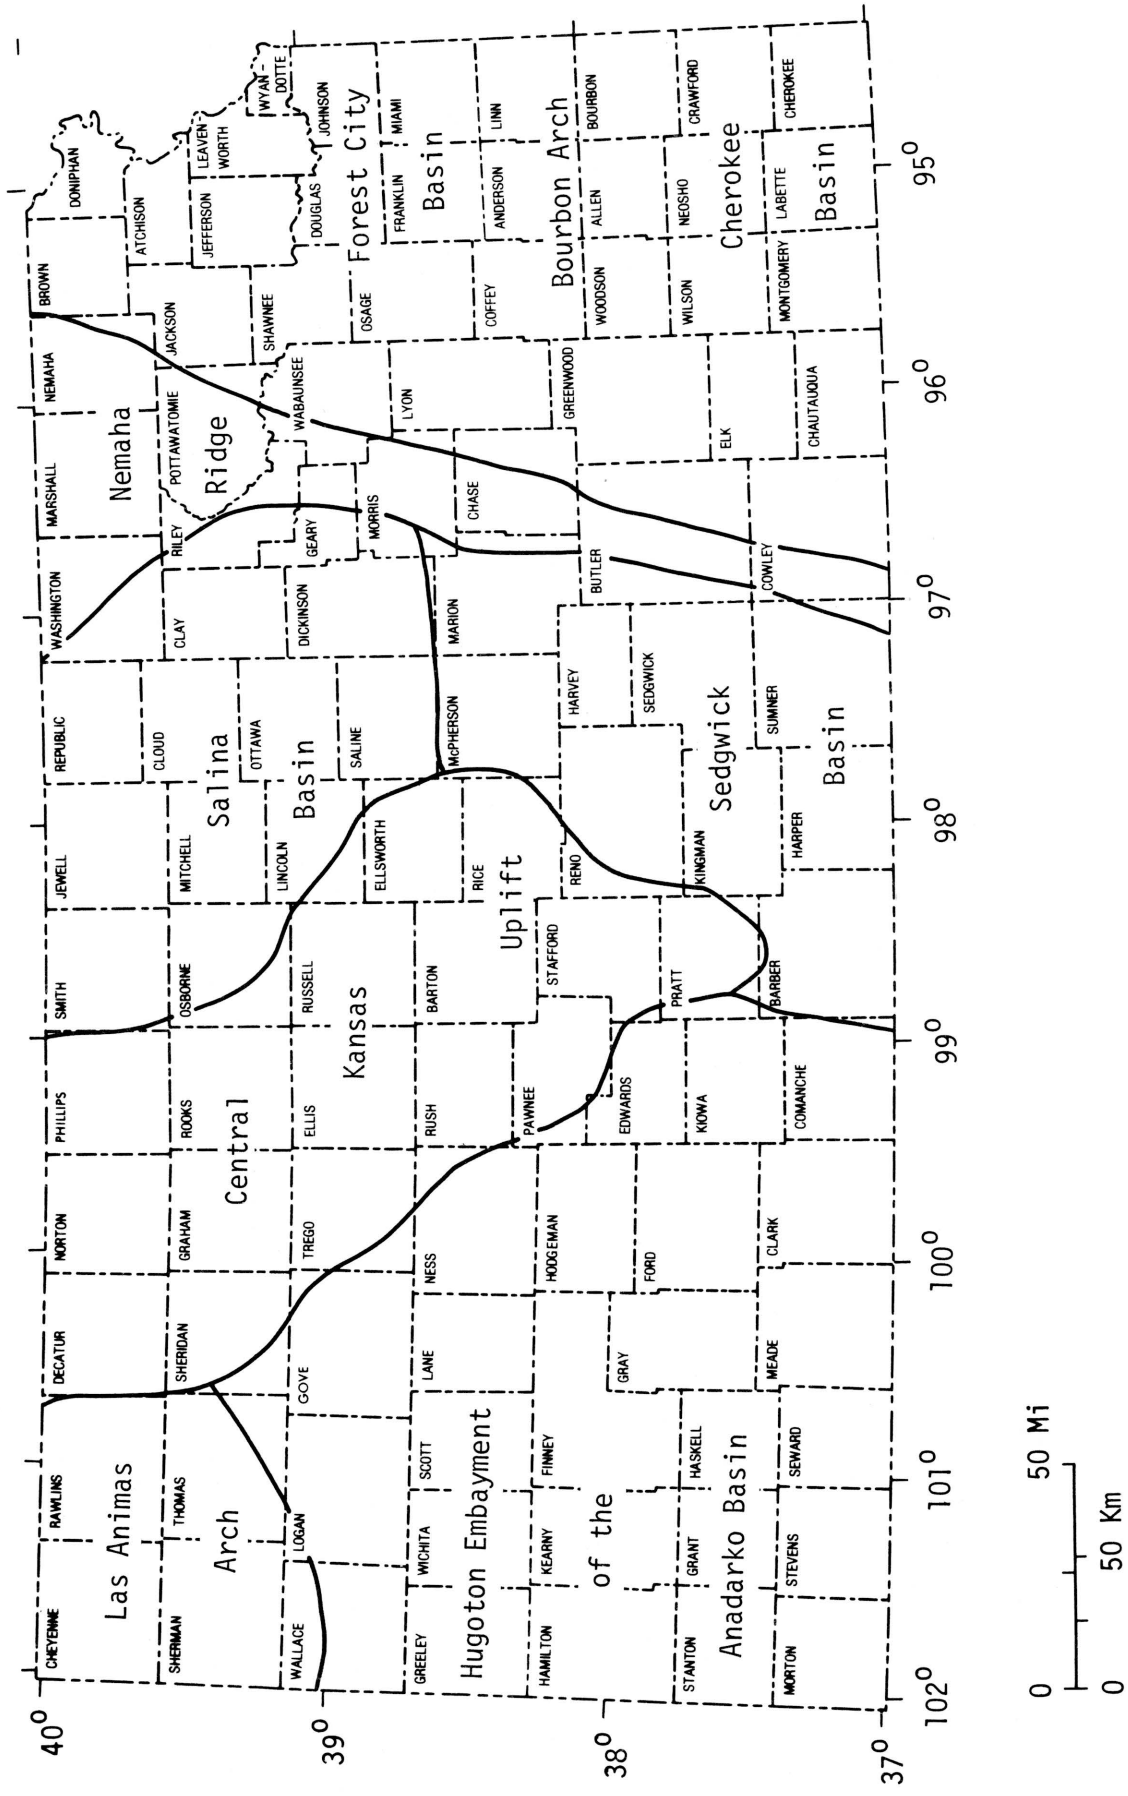 40°
39°
38°
37°
102°
101°
100°
99°
98°
97°
96°
95°
CHEYENNE
RAWLINS
DECATUR
NORTON
PHILLIPS
SMITH
JEWELL
REPUBLIC
WASHINGTON
MARSHALL
NEMAHA
BROWN
DONIPHAN
Las Animas
Arch
Nemaha
Ridge
SHERMAN
THOMAS
SHERIDAN
GRAHAM
ROOKS
OSBORNE
MITCHELL
CLOUD
CLAY
RILEY
POTTAWATOMIE
JACKSON
ATCHISON
JEFFERSON
LEAVEN-
WORTH
WYAN-
DOTTE
Central
Kansas
Uplift
Salina
Basin
OTTAWA
LINCOLN
SHAWNEE
WALLACE
LOGAN
GOVE
TREGO
ELLIS
RUSSELL
ELLSWORTH
SALINE
DICKINSON
GEARY
MORRIS
WABAUNSEE
OSAGE
DOUGLAS
JOHNSON
Forest City
Basin
GREELEY
WICHITA
SCOTT
LANE
NESS
RUSH
BARTON
RICE
McPHERSON
MARION
CHASE
LYON
COFFEY
FRANKLIN
MIAMI
ANDERSON
LINN
Hugoton Embayment
of the
Anadarko Basin
HAMILTON
KEARNY
FINNEY
HODGEMAN
PAWNEE
STAFFORD
RENO
HARVEY
BUTLER
GREENWOOD
WOODSON
ALLEN
BOURBON
Bourbon Arch
GRAY
FORD
EDWARDS
SEDGWICK
STANTON
GRANT
HASKELL
KIOWA
PRATT
KINGMAN
Sedgwick
Basin
ELK
WILSON
NEOSHO
CRAWFORD
Cherokee
Basin
MORTON
STEVENS
SEWARD
MEADE
CLARK
COMANCHE
BARBER
HARPER
SUMNER
COWLEY
CHAUTAUQUA
MONTGOMERY
LABETTE
CHEROKEE
0
50 Mi
0
50 Km